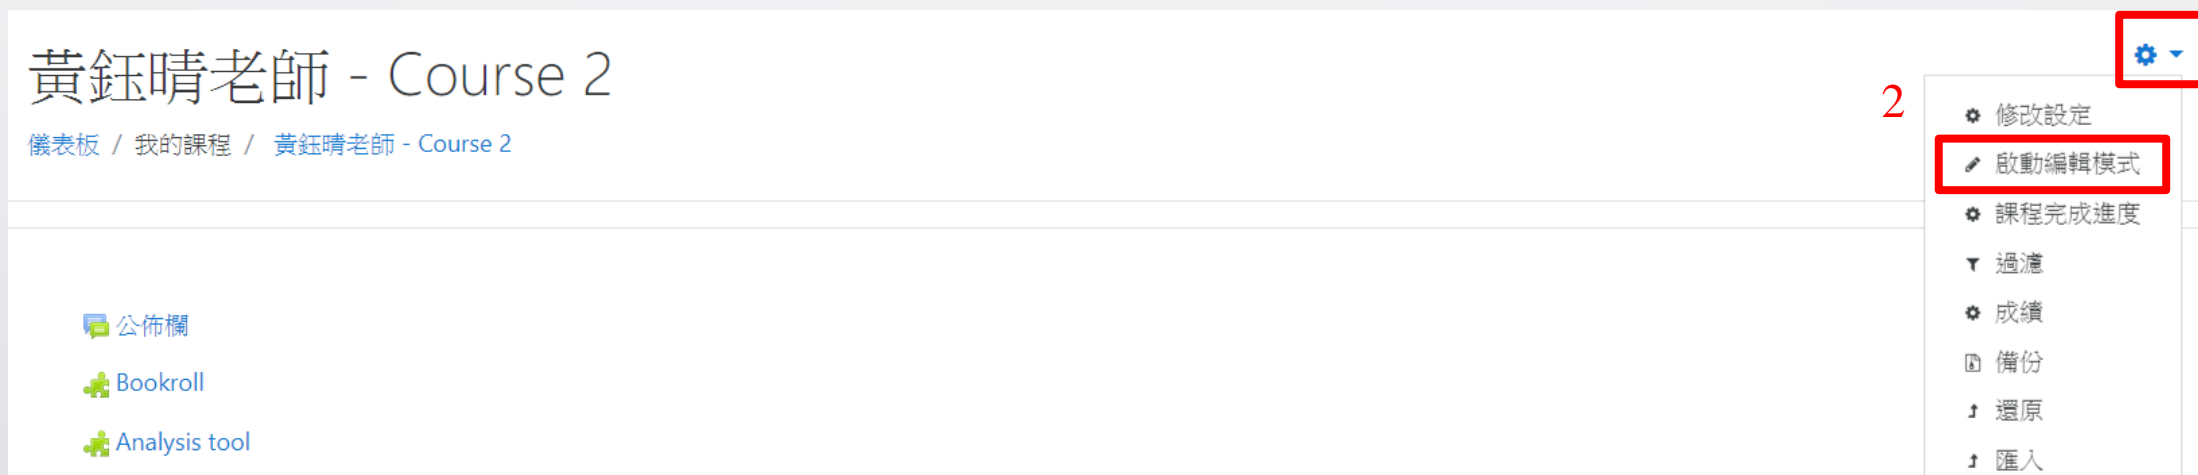 黃鈺晴老師 - Course 2
儀表板 / 我的課程 / 黃鈺晴老師 - Course 2
2
修改設定
啟動編輯模式
課程完成進度
過濾
成績
備份
還原
匯入
公佈欄
Bookroll
Analysis tool